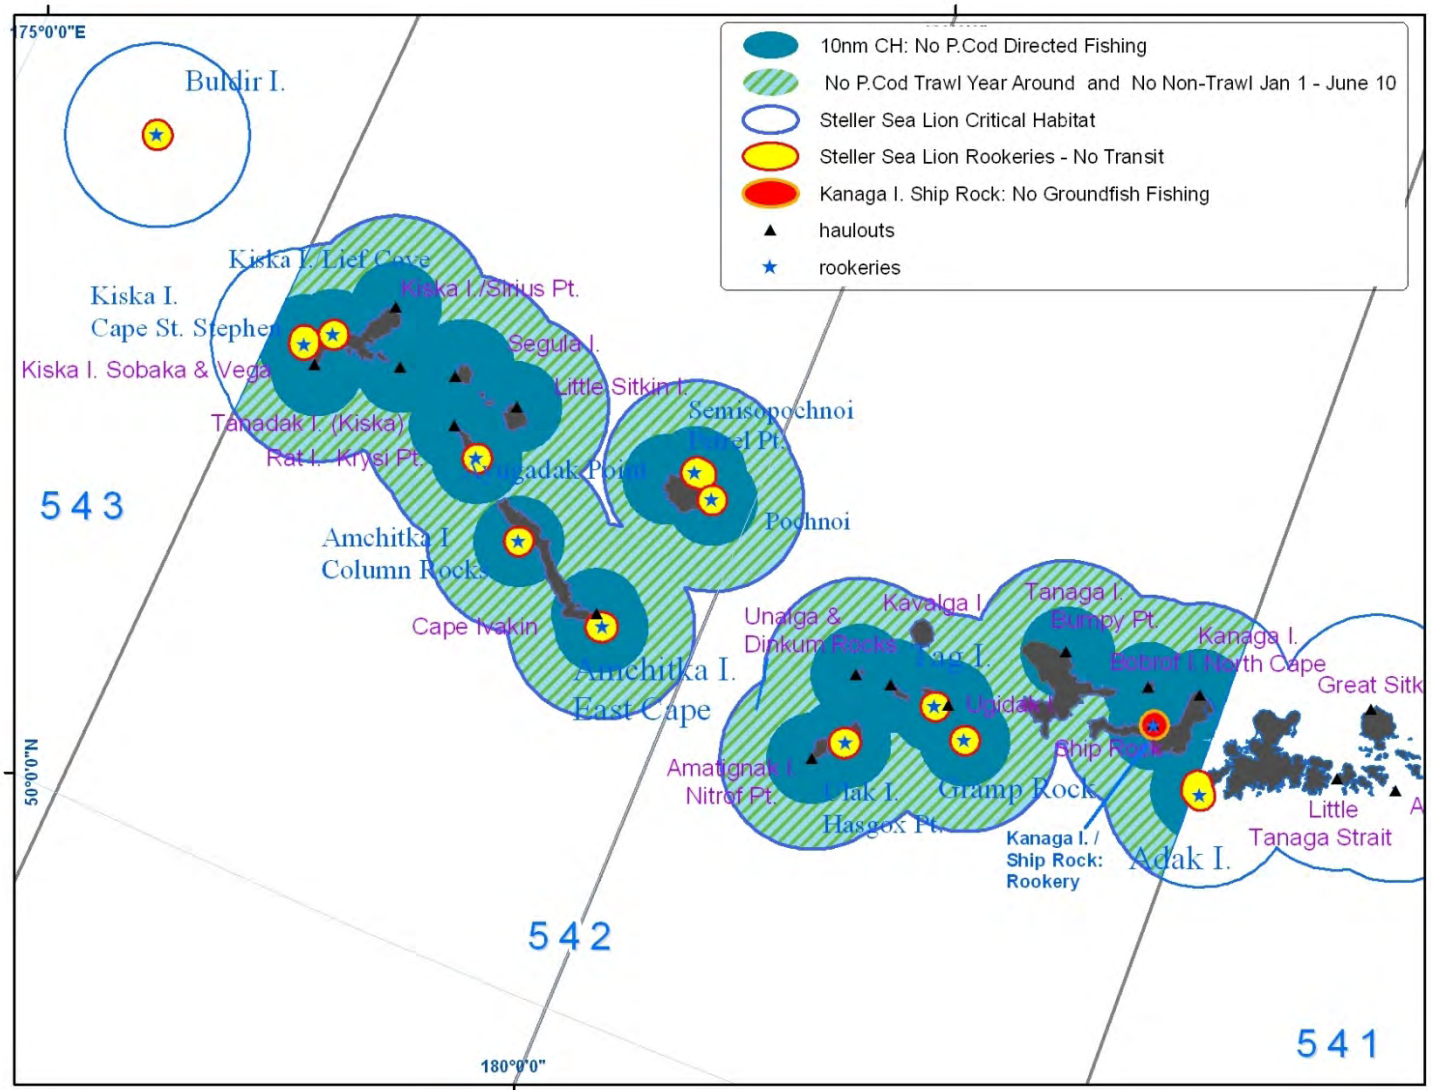 175°0'0"E
10nm CH: No P.Cod Directed Fishing
No P.Cod Trawl Year Around and No Non-Trawl Jan 1 - June 10
Steller Sea Lion Critical Habitat
Steller Sea Lion Rookeries - No Transit
Kanaga I. Ship Rock: No Groundfish Fishing
haulouts
rookeries
Buldir I.
Kiska I. Lief Cove
Kiska I./Sirius Pt.
Kiska I.
Cape St. Stephen
Segula I.
Kiska I. Sobaka & Vega
Little Sitkin I.
Tanadak I. (Kiska)
Semisopochnoi
Pt.
Rat I. Krysi Pt.
Ayugadak Point
543
Pochnoi
Amchitka I
Column Rocks
Cape Ivakin
Amchitka I.
East Cape
Unalga &
Dinkum Rocks
Kavalga I.
Tag I.
Tanaga I.
Bumpy Pt.
Kanaga I.
Bobrof I.
North Cape
Great Sitk
Ugidak I
Ship Rock
50°0'0"N
Amatignak I.
Nitrof Pt.
Ulak I.
Hasgox Pt.
Gramp Rock
Little
Tanaga Strait
A
Kanaga I. /
Ship Rock:
Rookery
Adak I.
542
541
180°0'0"